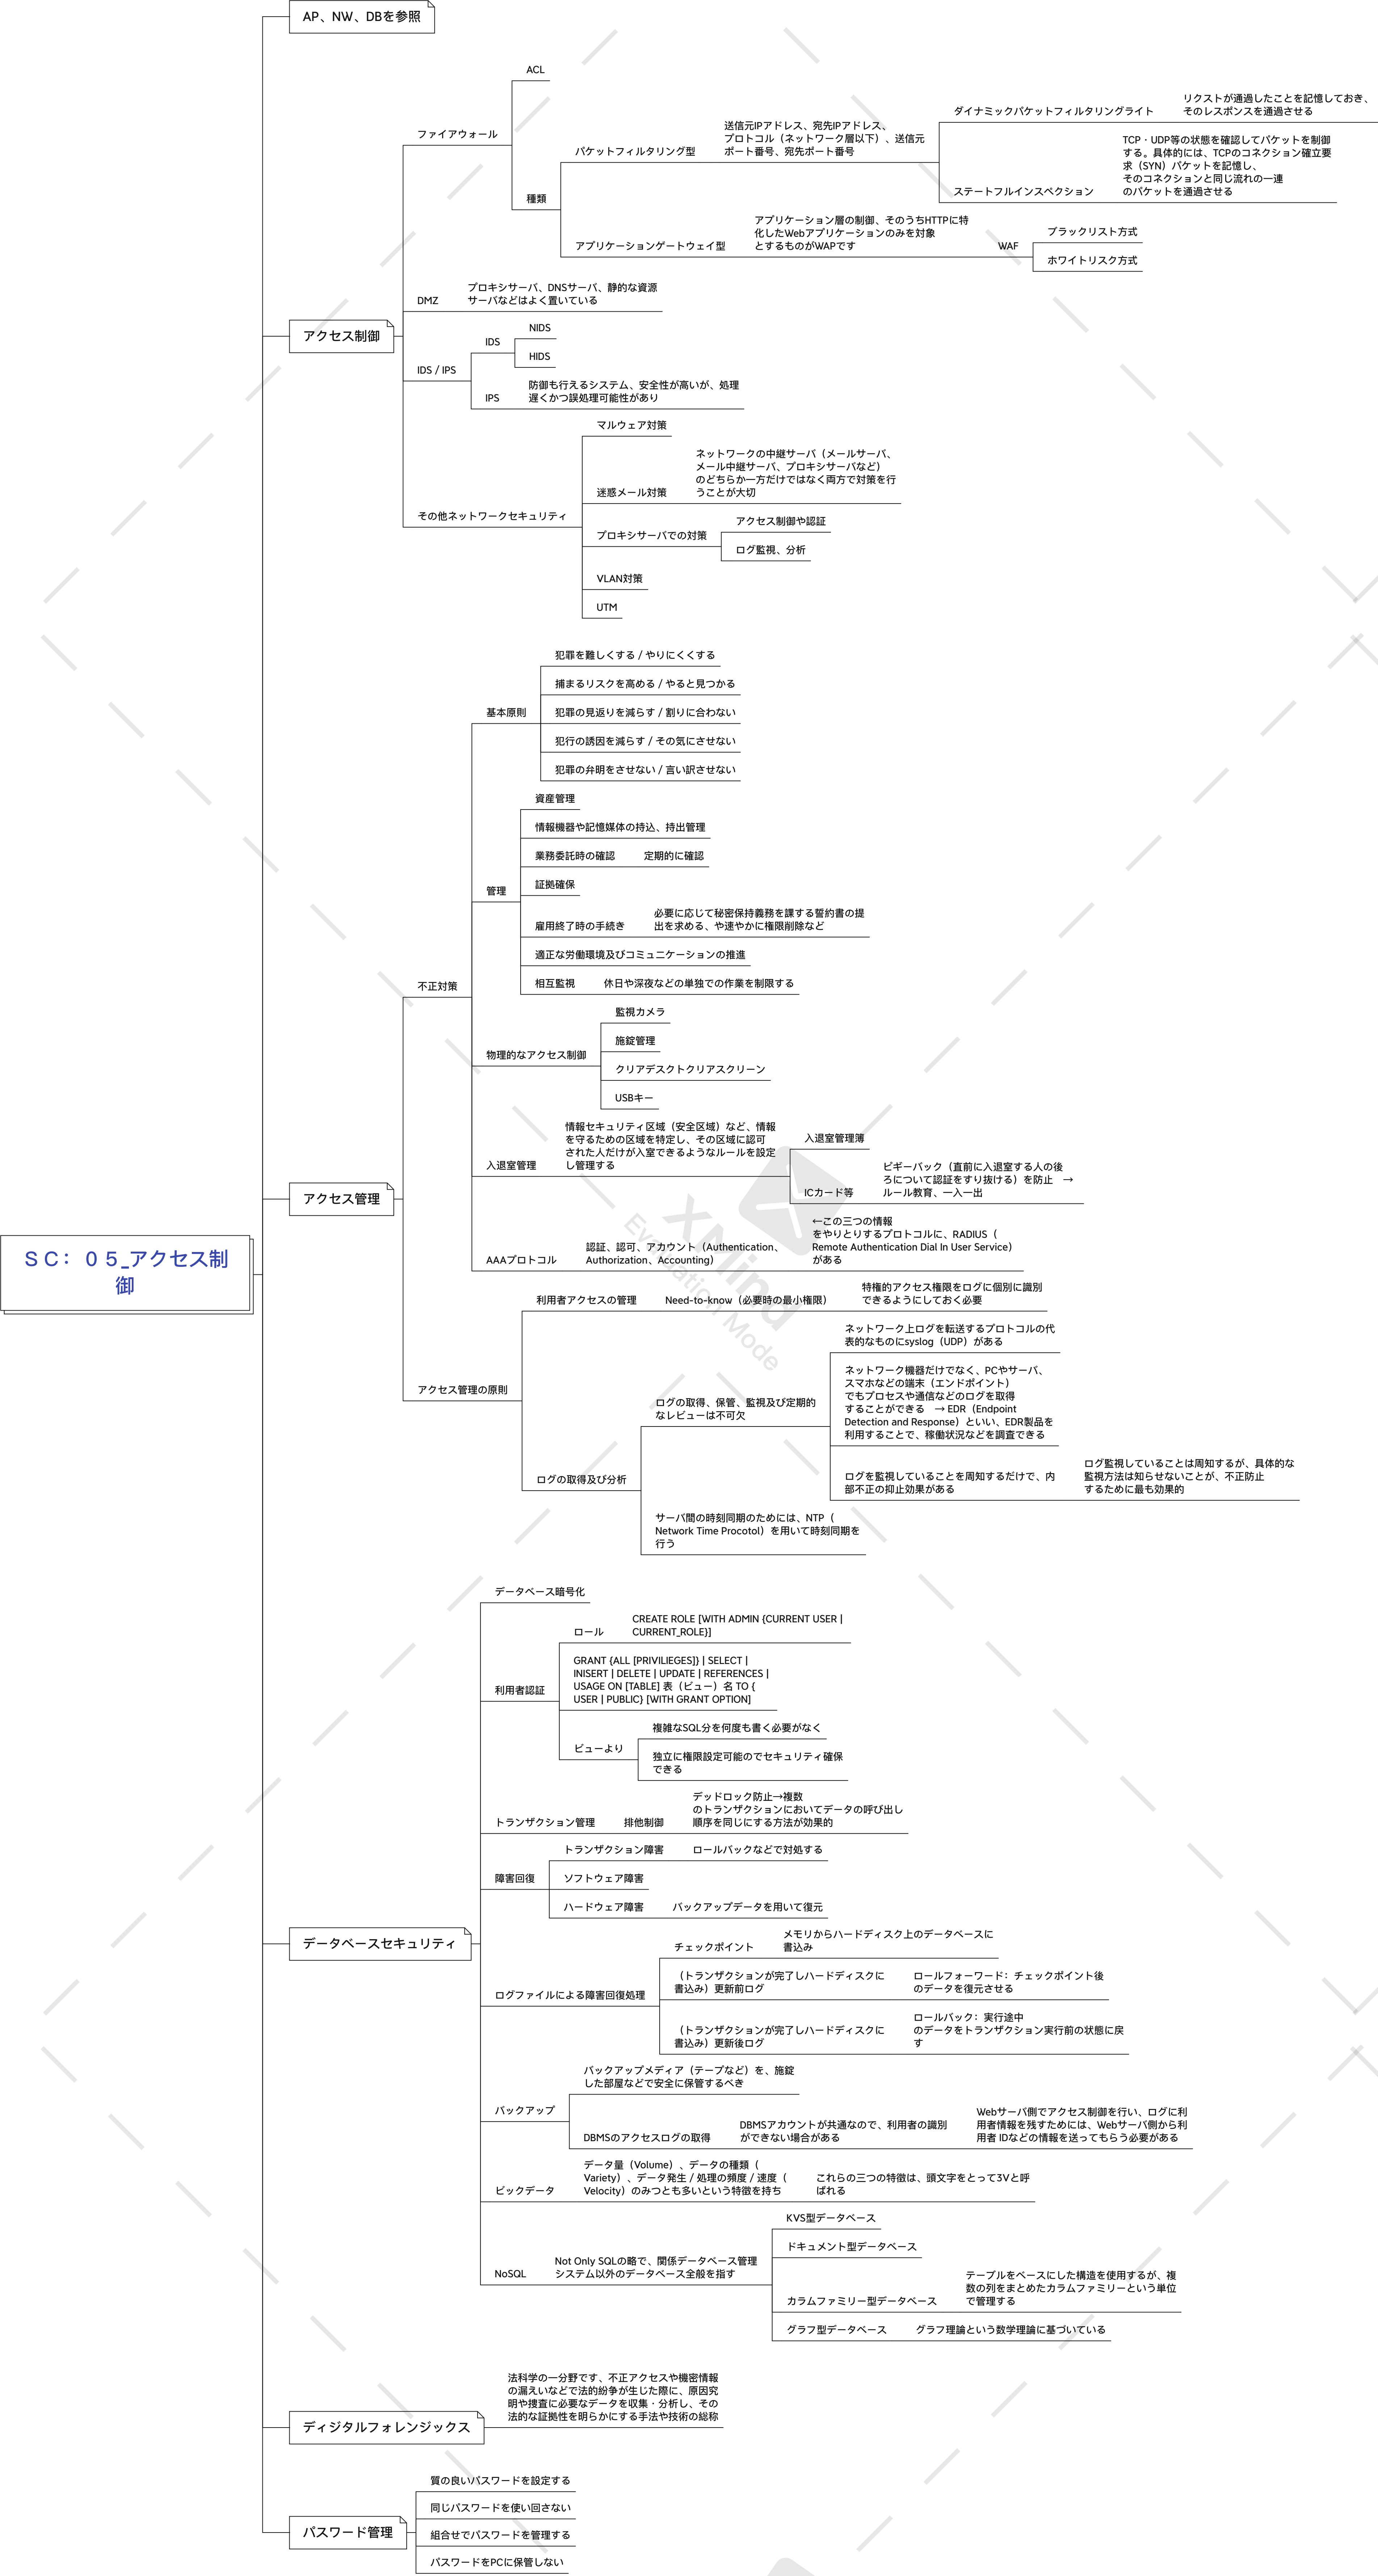 AP、NW、DBを参照
ACL
ファイアウォール
リクストが通過したことを記憶しておき、
そのレスポンスを通過させる
ダイナミックパケットフィルタリングライト
送信元IPアドレス、宛先IPアドレス、
プロトコル（ネットワーク層以下）、送信元
ポート番号、宛先ポート番号
パケットフィルタリング型
TCP・UDP等の状態を確認してパケットを制御
する。具体的には、TCPのコネクション確立要
求（SYN）パケットを記憶し、
そのコネクションと同じ流れの一連
のパケットを通過させる
ステートフルインスペクション
種類
アプリケーション層の制御、そのうちHTTPに特
化したWebアプリケーションのみを対象
とするものがWAPです
アプリケーションゲートウェイ型
WAF
ブラックリスト方式
ホワイトリスク方式
プロキシサーバ、DNSサーバ、静的な資源
サーバなどはよく置いている
DMZ
アクセス制御
NIDS
IDS
HIDS
IDS / IPS
防御も行えるシステム、安全性が高いが、処理
遅くかつ誤処理可能性があり
IPS
マルウェア対策
ネットワークの中継サーバ（メールサーバ、
メール中継サーバ、プロキシサーバなど）
のどちらか一方だけではなく両方で対策を行
うことが大切
迷惑メール対策
その他ネットワークセキュリティ
アクセス制御や認証
プロキシサーバでの対策
ログ監視、分析
VLAN対策
UTM
犯罪を難しくする / やりにくくする
捕まるリスクを高める / やると見つかる
基本原則
犯罪の見返りを減らす / 割りに合わない
犯行の誘因を減らす / その気にさせない
犯罪の弁明をさせない / 言い訳させない
資産管理
情報機器や記憶媒体の持込、持出管理
業務委託時の確認
定期的に確認
証拠確保
管理
必要に応じて秘密保持義務を課する誓約書の提
出を求める、や速やかに権限削除など
雇用終了時の手続き
適正な労働環境及びコミュニケーションの推進
相互監視
休日や深夜などの単独での作業を制限する
不正対策
監視カメラ
施錠管理
物理的なアクセス制御
クリアデスクトクリアスクリーン
USBキー
情報セキュリティ区域（安全区域）など、情報
を守るための区域を特定し、その区域に認可
された人だけが入室できるようなルールを設定
し管理する
入退室管理
入退室管理簿
ピギーバック（直前に入退室する人の後
ろについて認証をすり抜ける）を防止　→
ルール教育、一入一出
ICカード等
アクセス管理
←この三つの情報
をやりとりするプロトコルに、RADIUS（
Remote Authentication Dial In User Service）
がある
認証、認可、アカウント（Authentication、
Authorization、Accounting）
AAAプロトコル
ＳＣ：０５_アクセス制
御
利用者アクセスの管理
Need-to-know（必要時の最小権限）
特権的アクセス権限をログに個別に識別
できるようにしておく必要
アクセス管理の原則
ネットワーク上ログを転送するプロトコルの代
表的なものにsyslog（UDP）がある
ログの取得、保管、監視及び定期的
なレビューは不可欠
ネットワーク機器だけでなく、PCやサーバ、
スマホなどの端末（エンドポイント）
でもプロセスや通信などのログを取得
することができる　→ EDR（Endpoint
Detection and Response）といい、EDR製品を
利用することで、稼働状況などを調査できる
ログの取得及び分析
ログを監視していることを周知するだけで、内
部不正の抑止効果がある
ログ監視していることは周知するが、具体的な
監視方法は知らせないことが、不正防止
するために最も効果的
サーバ間の時刻同期のためには、NTP（
Network Time Procotol）を用いて時刻同期を
行う
データベース暗号化
ロール
CREATE ROLE [WITH ADMIN {CURRENT USER |
CURRENT_ROLE}]
利用者認証
GRANT {ALL [PRIVILIEGES]} | SELECT |
INISERT | DELETE | UPDATE | REFERENCES |
USAGE ON [TABLE] 表（ビュー）名 TO {
USER | PUBLIC} [WITH GRANT OPTION]
ビューより
複雑なSQL分を何度も書く必要がなく
独立に権限設定可能のでセキュリティ確保
できる
トランザクション管理
排他制御
デッドロック防止→複数
のトランザクションにおいてデータの呼び出し
順序を同じにする方法が効果的
トランザクション障害
ロールバックなどで対処する
障害回復
ソフトウェア障害
ハードウェア障害
バックアップデータを用いて復元
データベースセキュリティ
チェックポイント
メモリからハードディスク上のデータベースに
書込み
ログファイルによる障害回復処理
（トランザクションが完了しハードディスクに
書込み）更新前ログ
ロールフォーワード：チェックポイント後
のデータを復元させる
（トランザクションが完了しハードディスクに
書込み）更新後ログ
ロールバック：実行途中
のデータをトランザクション実行前の状態に戻
す
バックアップメディア（テープなど）を、施錠
した部屋などで安全に保管するべき
バックアップ
DBMSのアクセスログの取得
DBMSアカウントが共通なので、利用者の識別
ができない場合がある
Webサーバ側でアクセス制御を行い、ログに利
用者情報を残すためには、Webサーバ側から利
用者 IDなどの情報を送ってもらう必要がある
ビックデータ
データ量（Volume）、データの種類（
Variety）、データ発生 / 処理の頻度 / 速度（
Velocity）のみつとも多いという特徴を持ち
これらの三つの特徴は、頭文字をとって3Vと呼
ばれる
NoSQL
Not Only SQLの略で、関係データベース管理
システム以外のデータベース全般を指す
KVS型データベース
ドキュメント型データベース
カラムファミリー型データベース
テーブルをベースにした構造を使用するが、複
数の列をまとめたカラムファミリーという単位
で管理する
グラフ型データベース
グラフ理論という数学理論に基づいている
ディジタルフォレンジックス
法科学の一分野です、不正アクセスや機密情報
の漏えいなどで法的紛争が生じた際に、原因究
明や捜査に必要なデータを収集・分析し、その
法的な証拠性を明らかにする手法や技術の総称
パスワード管理
質の良いパスワードを設定する
同じパスワードを使い回さない
組合せでパスワードを管理する
パスワードをPCに保管しない
XMind
Evaluation Mode